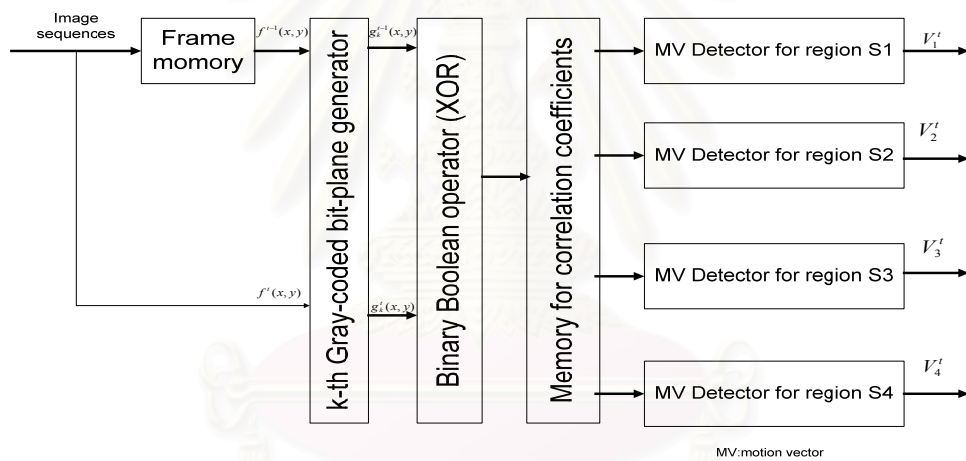 Image
sequences
Frame
momory
f^{t-1}(x, y)
g_k^{t-1}(x, y)
f^t(x, y)
g_k^t(x, y)
k-th Gray-coded bit-plane generator
Binary Boolean operator (XOR)
Memory for correlation coefficients
MV Detector for region S1
V_1^t
MV Detector for region S2
V_2^t
MV Detector for region S3
V_3^t
MV Detector for region S4
V_4^t
MV:motion vector